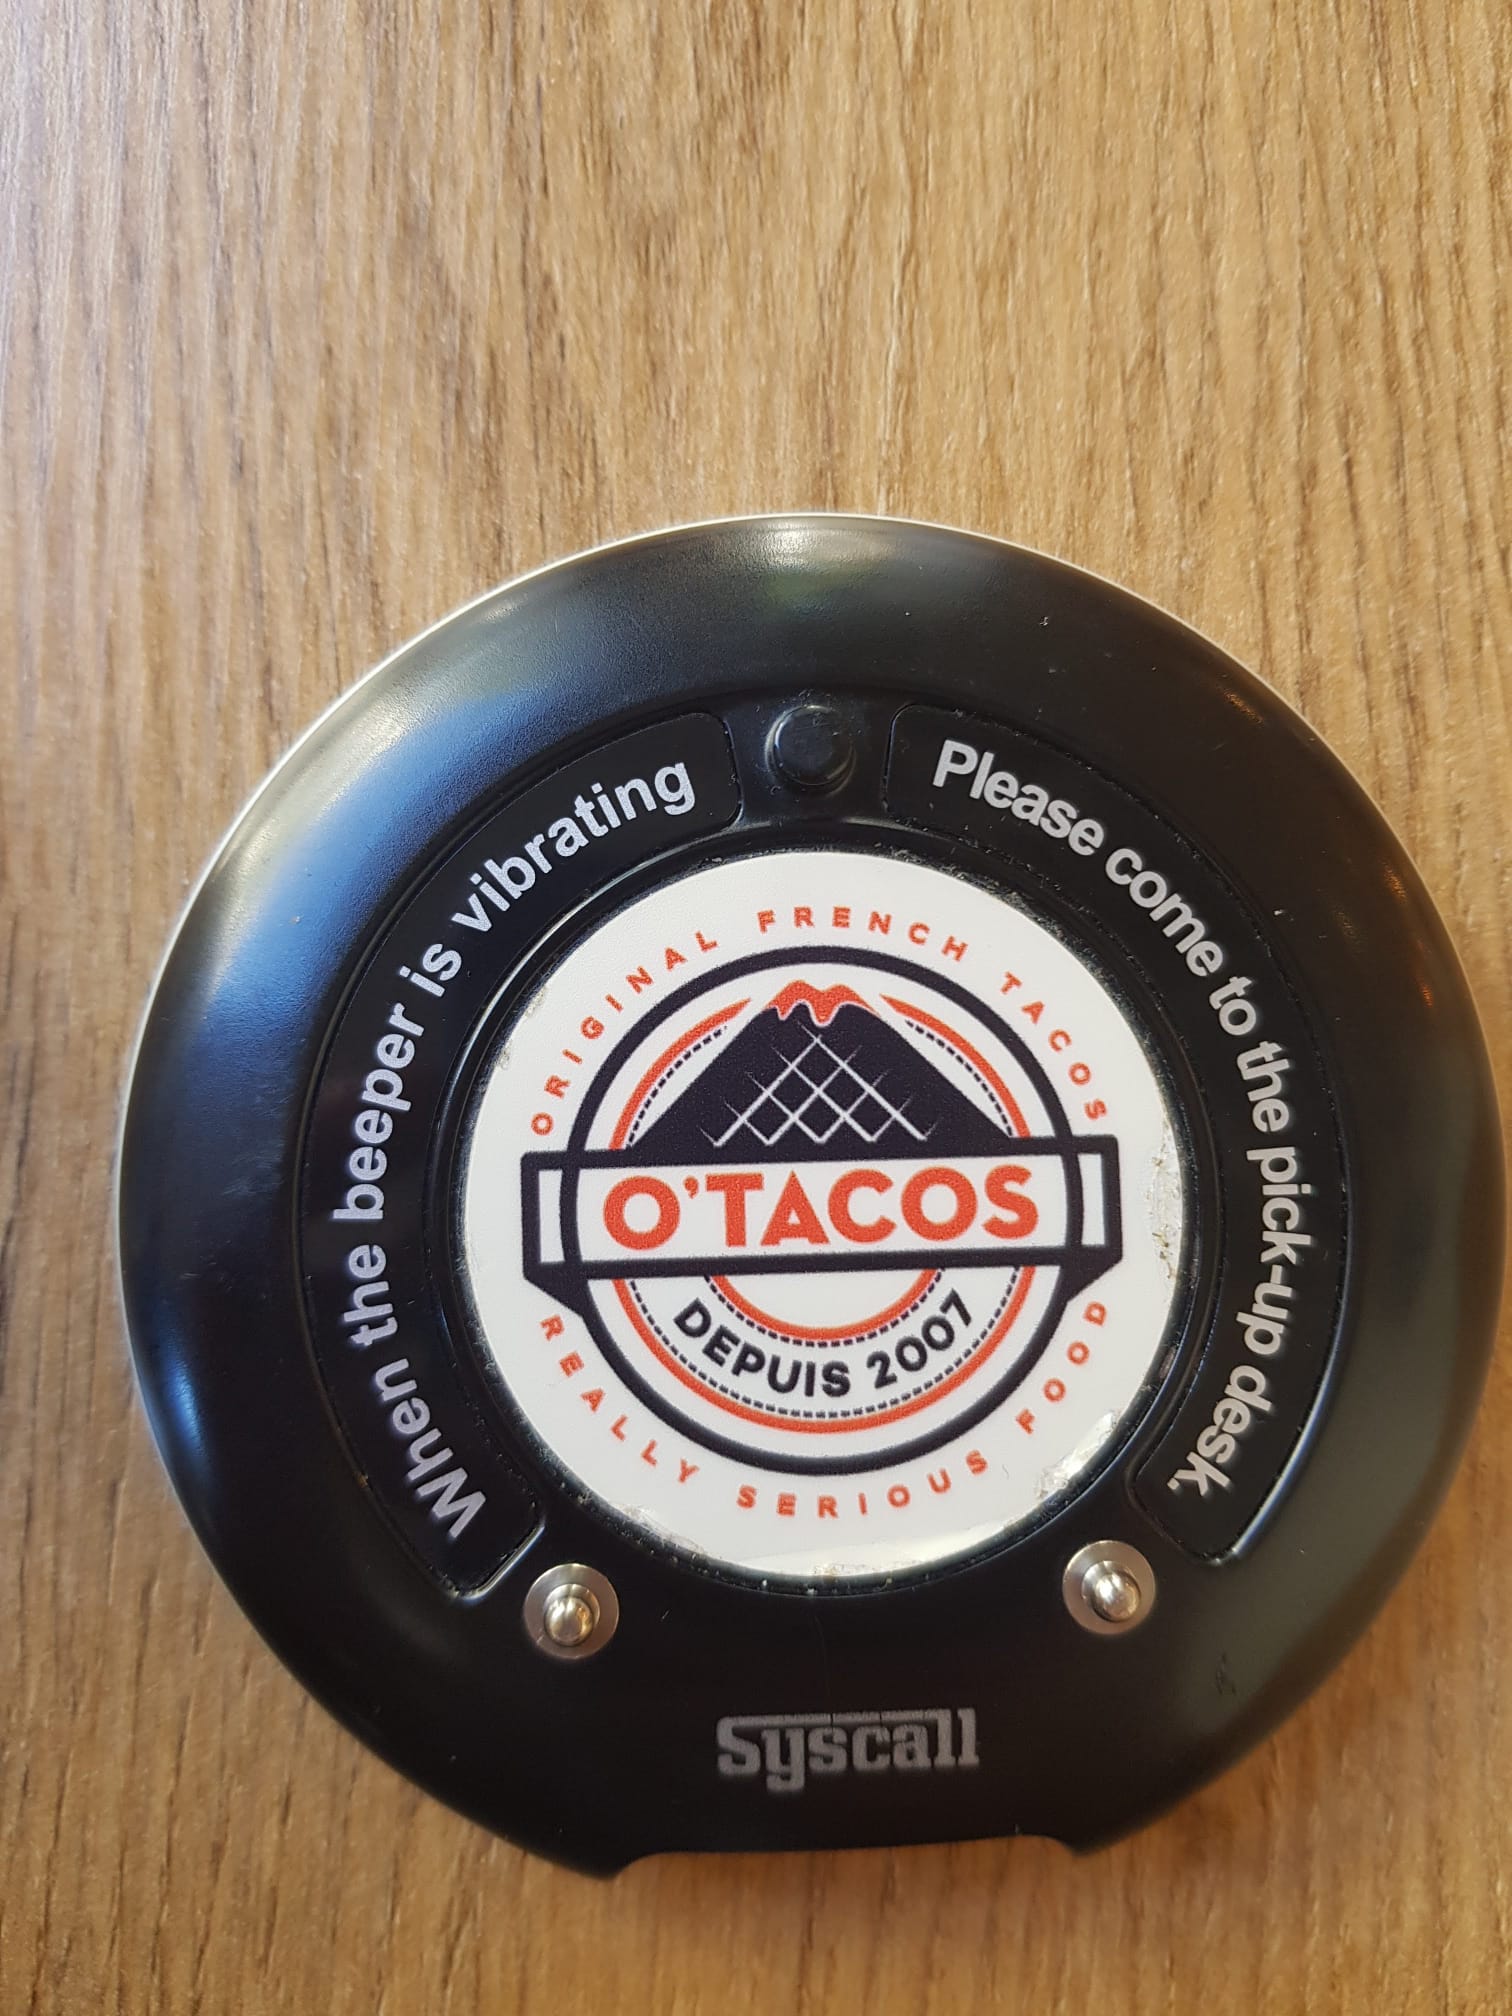 When the beeper is vibrating
Please come to the pick-up desk.
ORIGINAL FRENCH TACOS
O'TACOS
DEPUIS 2007
REALLY SERIOUS FOOD
Syscall